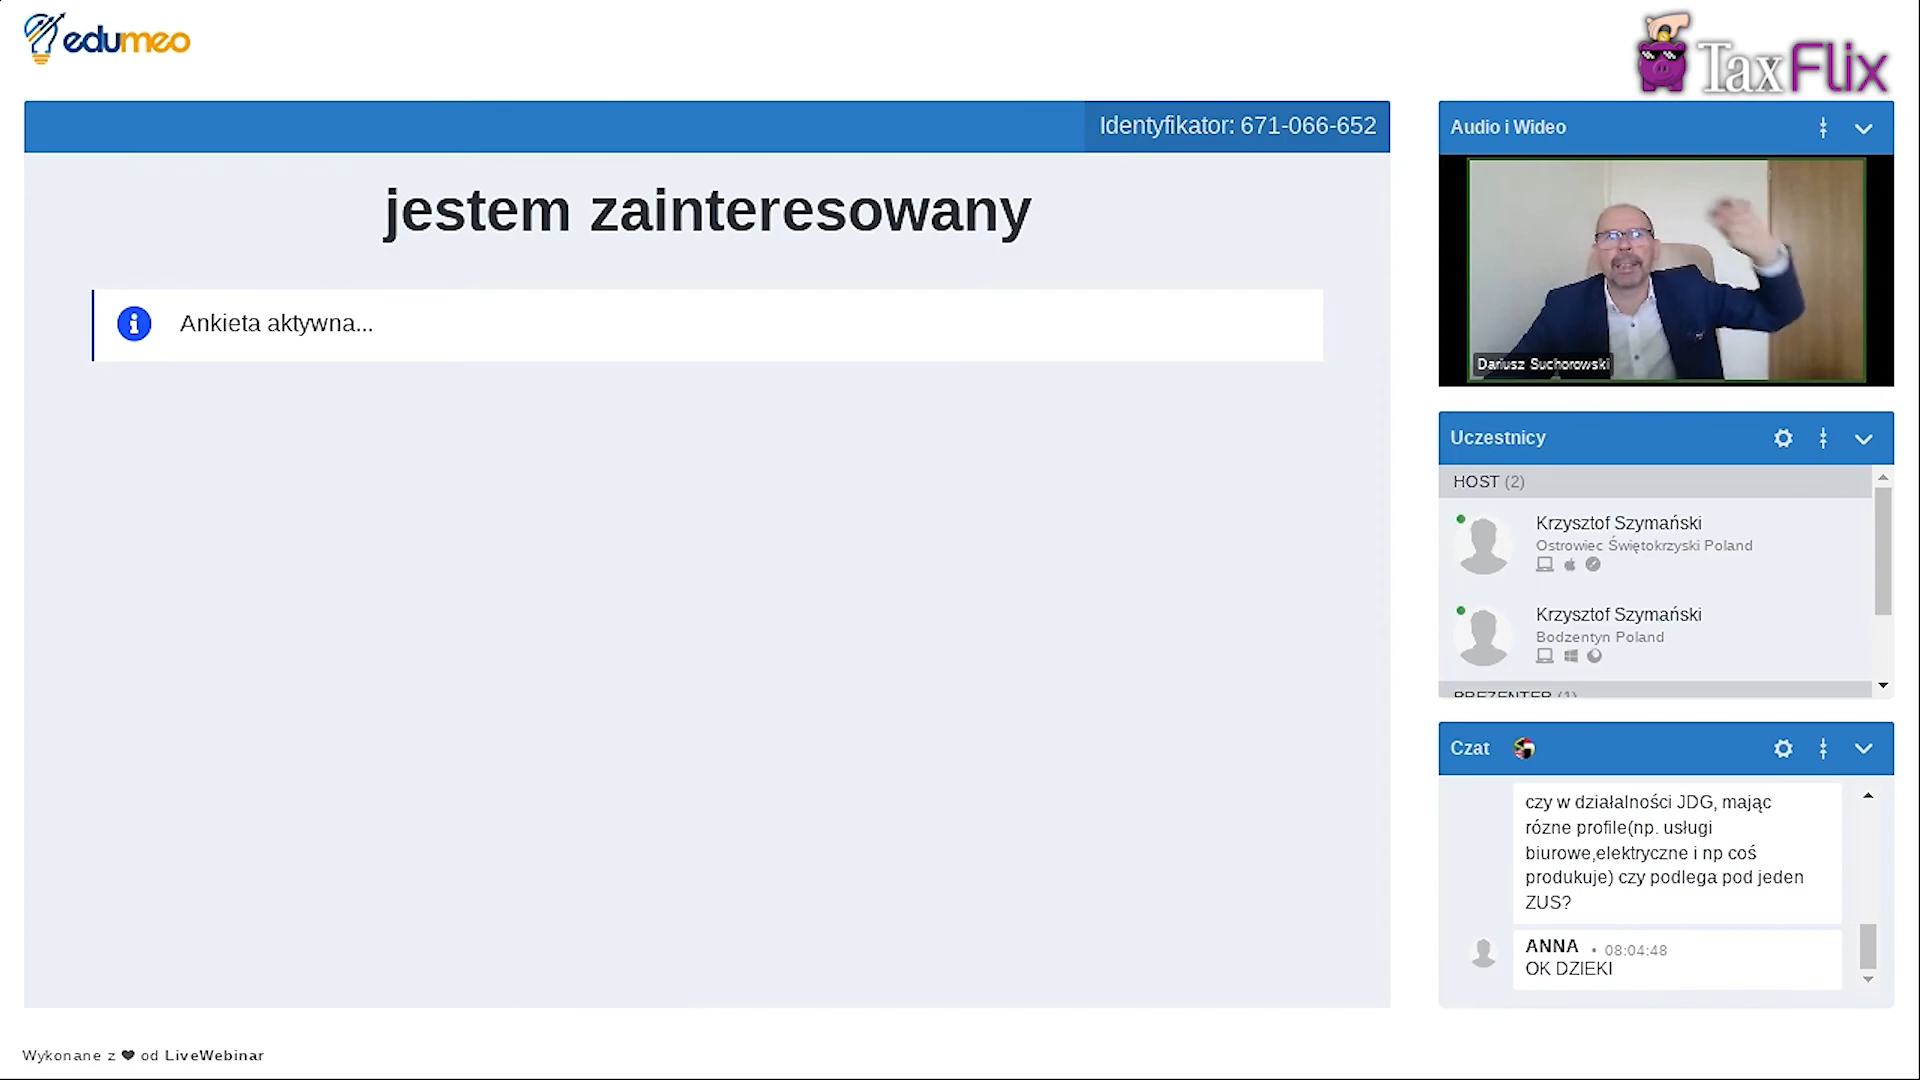 edumeo
TaxFlix
Identyfikator: 671-066-652
jestem zainteresowany
Ankieta aktywna...
Audio i Wideo
Dariusz Suchorowski
Uczestnicy
HOST (2)
Krzysztof Szymański
Ostrowiec Świętokrzyski Poland
Krzysztof Szymański
Bodzentyn Poland
PREZENTER (1)
Czat
czy w działalności JDG, mając
rózne profile(np. usługi
biurowe,elektryczne i np coś
produkuje) czy podlega pod jeden
ZUS?
ANNA • 08:04:48
OK DZIEKI
Wykonane z ❤ od LiveWebinar